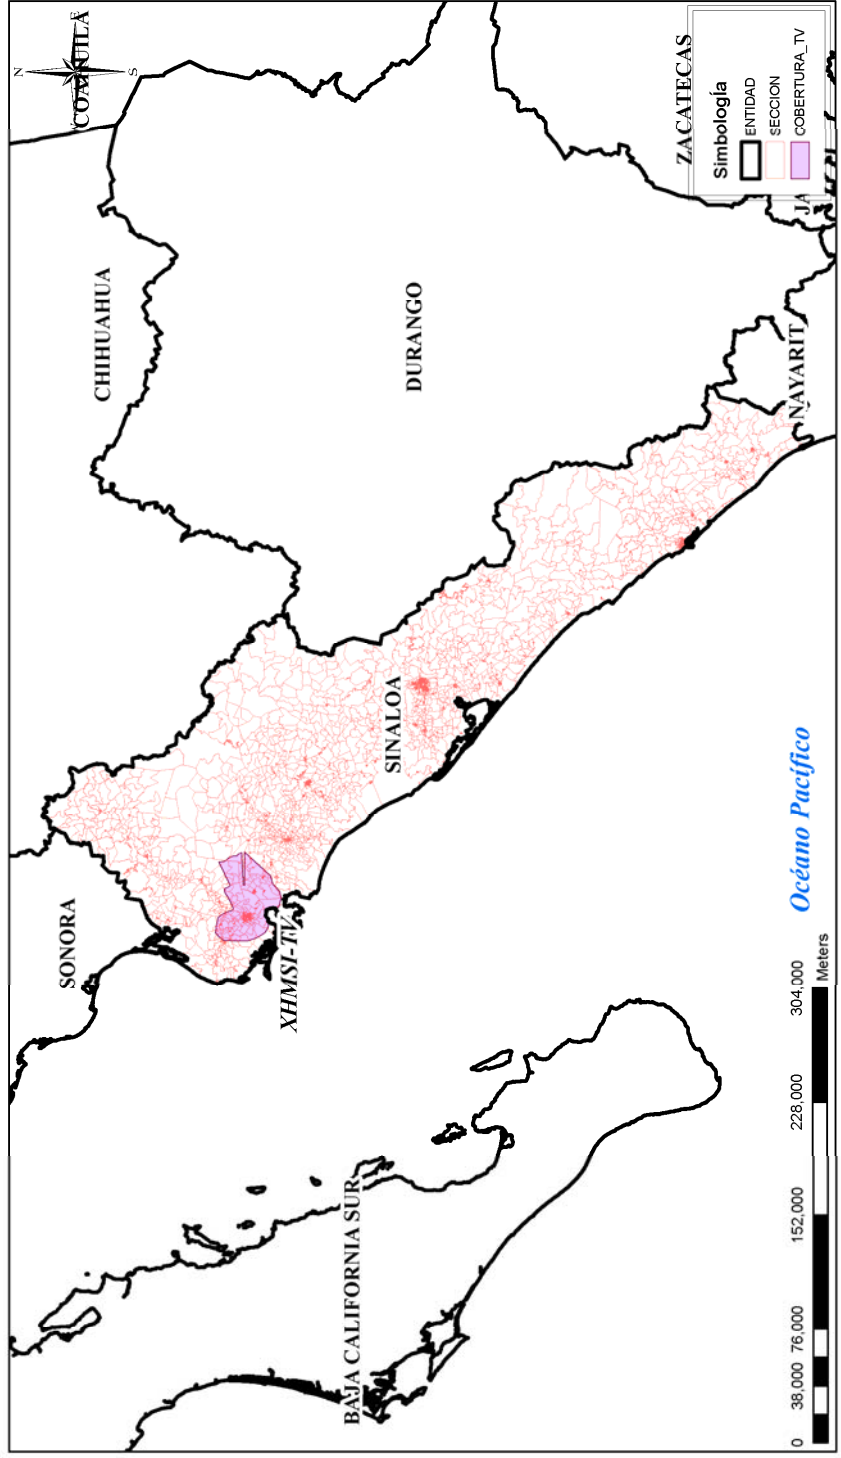 COAHUILA
N
E
S
SONORA
CHIHUAHUA
XHMSI-TV
BAJA CALIFORNIA SUR
SINALOA
DURANGO
ZACATECAS
Simbología
ENTIDAD
SECCION
COBERTURA_TV
JA
NAYARIT
Océano Pacífico
0 38,000 76,000 152,000 228,000 304,000
Meters